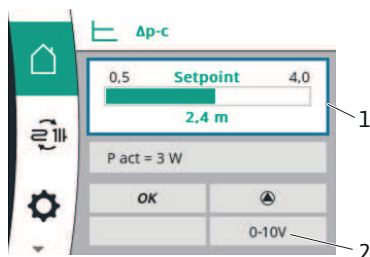 Δp-c
0,5 Setpoint 4,0
2,4 m
1
P act = 3 W
OK
0-10V
2